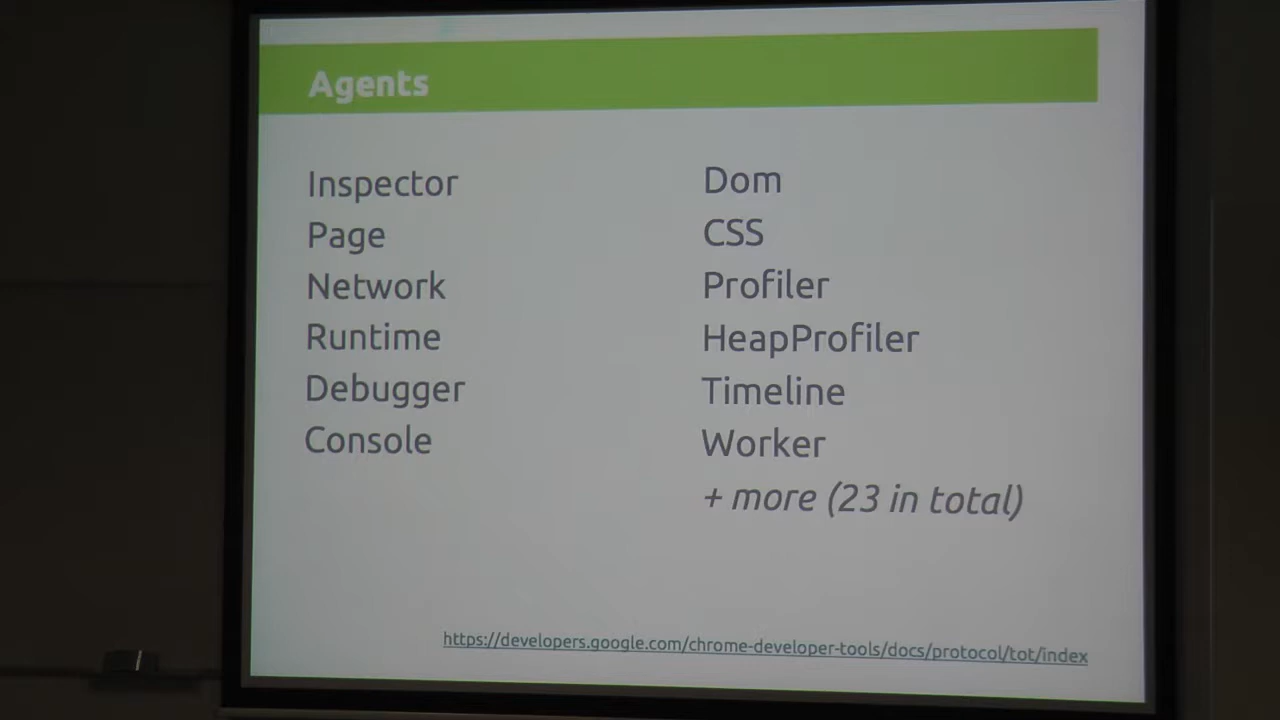 Agents
Inspector
Page
Network
Runtime
Debugger
Console
Dom
CSS
Profiler
HeapProfiler
Timeline
Worker
+ more (23 in total)
https://developers.google.com/chrome-developer-tools/docs/protocol/tot/index